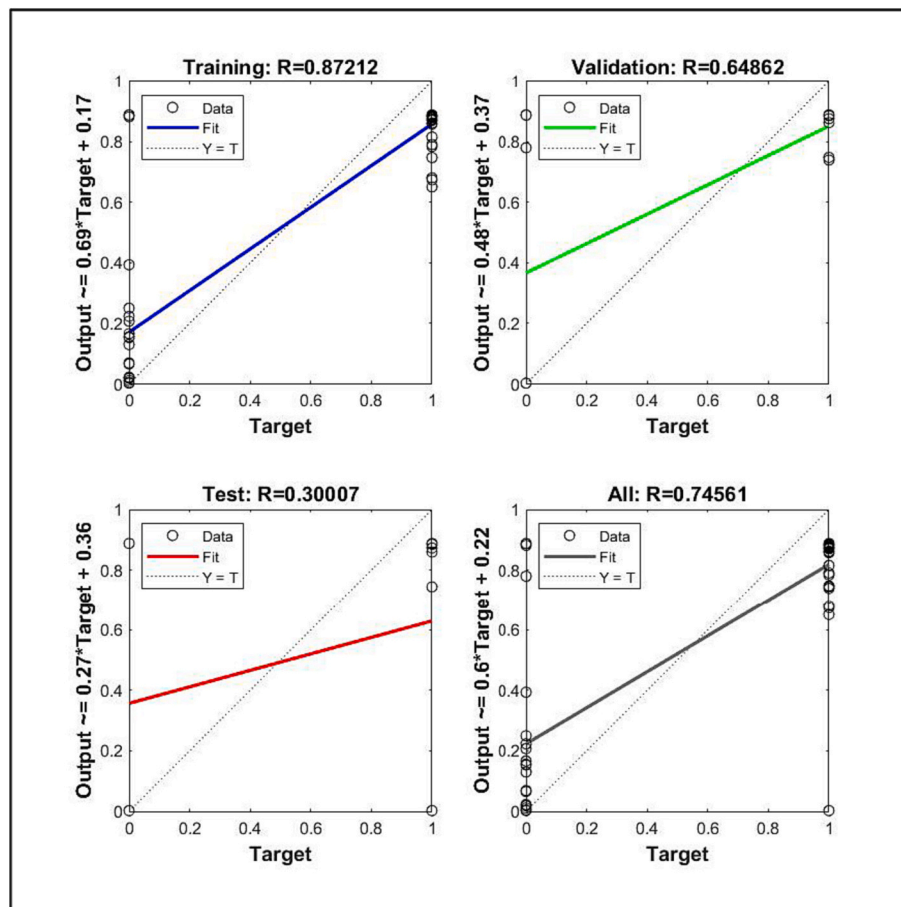 Training: R=0.87212
Output ~= 0.69*Target + 0.17
1
0.8
0.6
0.4
0.2
0
Data
Fit
Y = T
0 0.2 0.4 0.6 0.8 1
Target
Validation: R=0.64862
Output ~= 0.48*Target + 0.37
1
0.8
0.6
0.4
0.2
0
Data
Fit
Y = T
0 0.2 0.4 0.6 0.8 1
Target
Test: R=0.30007
Output ~= 0.27*Target + 0.36
1
0.8
0.6
0.4
0.2
0
Data
Fit
Y = T
0 0.2 0.4 0.6 0.8 1
Target
All: R=0.74561
Output ~= 0.6*Target + 0.22
1
0.8
0.6
0.4
0.2
0
Data
Fit
Y = T
0 0.2 0.4 0.6 0.8 1
Target